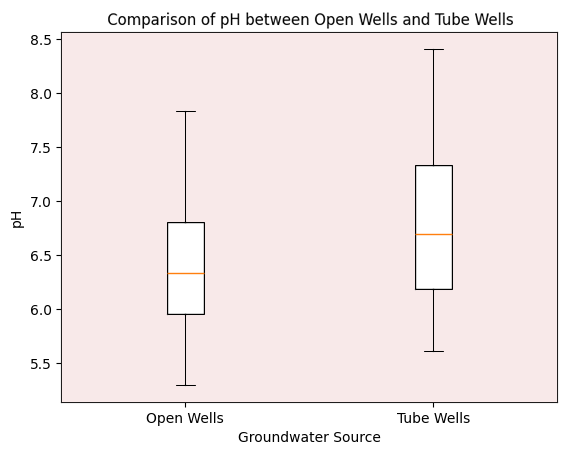 Comparison of pH between Open Wells and Tube Wells
8.5
8.0
7.5
7.0
6.5
6.0
5.5
pH
Open Wells
Tube Wells
Groundwater Source